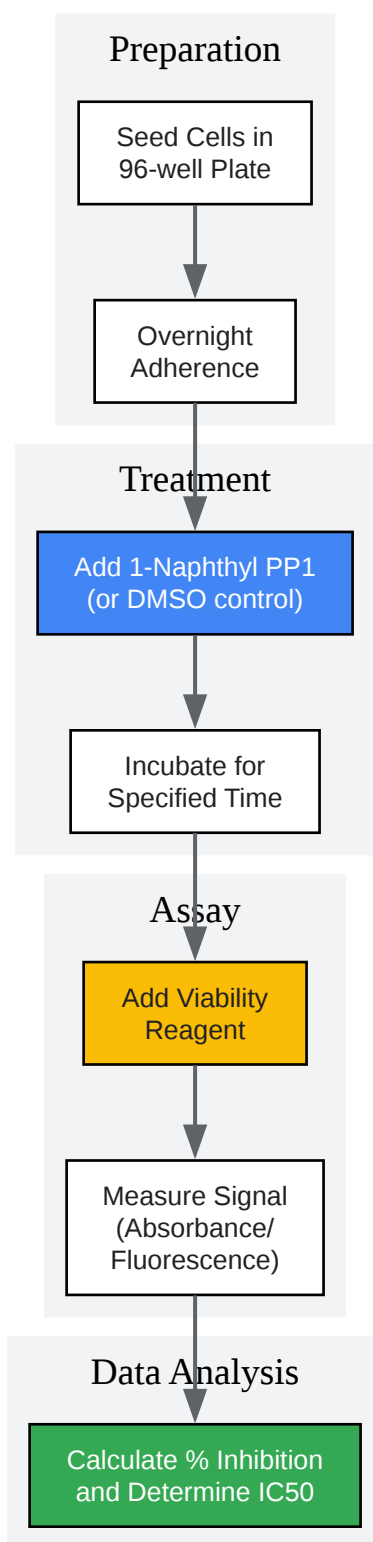 Preparation
Seed Cells in
96-well Plate
Overnight
Adherence
Treatment
Add 1-Naphthyl PP1
(or DMSO control)
Incubate for
Specified Time
Assay
Add Viability
Reagent
Measure Signal
(Absorbance/
Fluorescence)
Data Analysis
Calculate % Inhibition
and Determine IC50